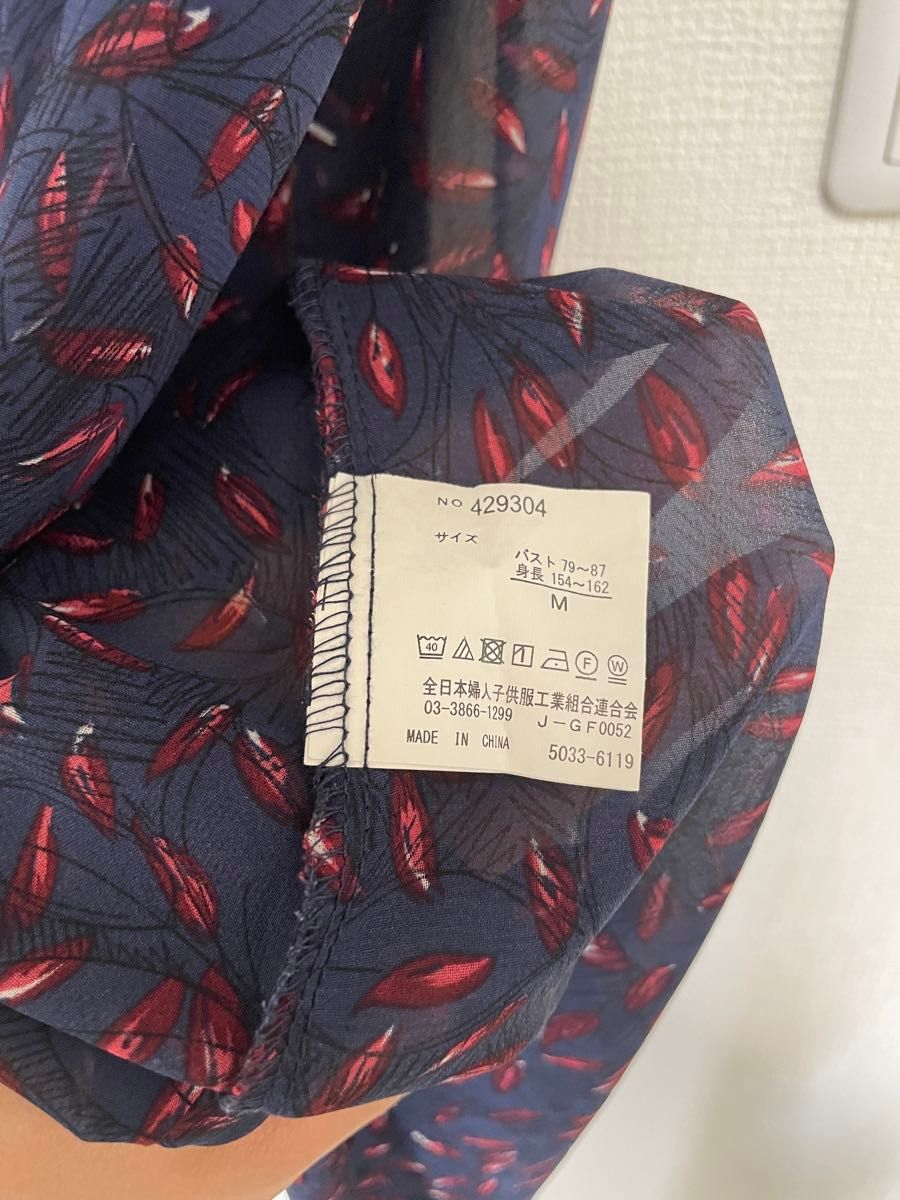 NO 429304
サイズ
バスト 79〜87
身長 154〜162
M
40
F W
全日本婦人子供服工業組合連合会
03-3866-1299 J-GF0052
MADE IN CHINA 5033-6119